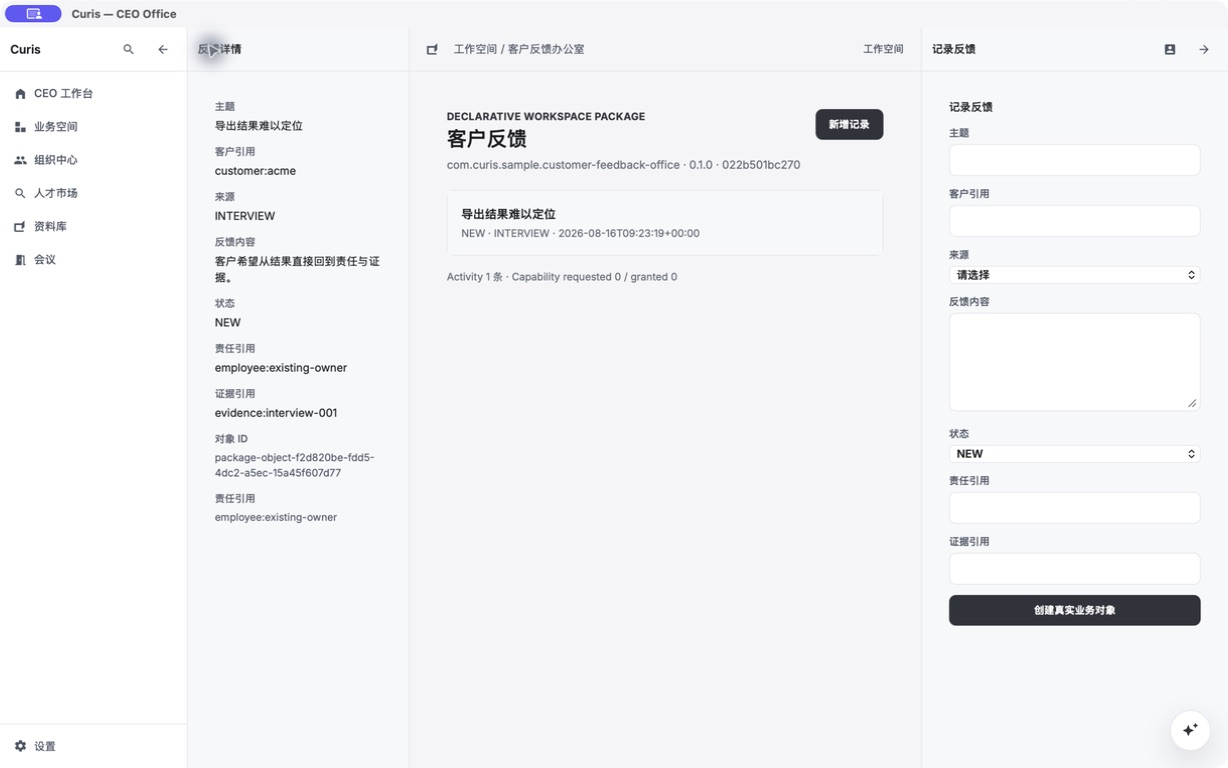 Curis — CEO Office
Curis
CEO 工作台
业务空间
组织中心
人才市场
资料库
会议
设置
反馈详情
主题
导出结果难以定位
客户引用
customer:acme
来源
INTERVIEW
反馈内容
客户希望从结果直接回到责任与证
据。
状态
NEW
责任引用
employee:existing-owner
证据引用
evidence:interview-001
对象 ID
package-object-f2d820be-fdd5-
4dc2-a5ec-15a45f607d77
责任引用
employee:existing-owner
工作空间 / 客户反馈办公室
工作空间
DECLARATIVE WORKSPACE PACKAGE
客户反馈
新增记录
com.curis.sample.customer-feedback-office · 0.1.0 · 022b501bc270
导出结果难以定位
NEW · INTERVIEW · 2026-08-16T09:23:19+00:00
Activity 1 条 · Capability requested 0 / granted 0
记录反馈
记录反馈
主题
客户引用
来源
请选择
反馈内容
状态
NEW
责任引用
证据引用
创建真实业务对象